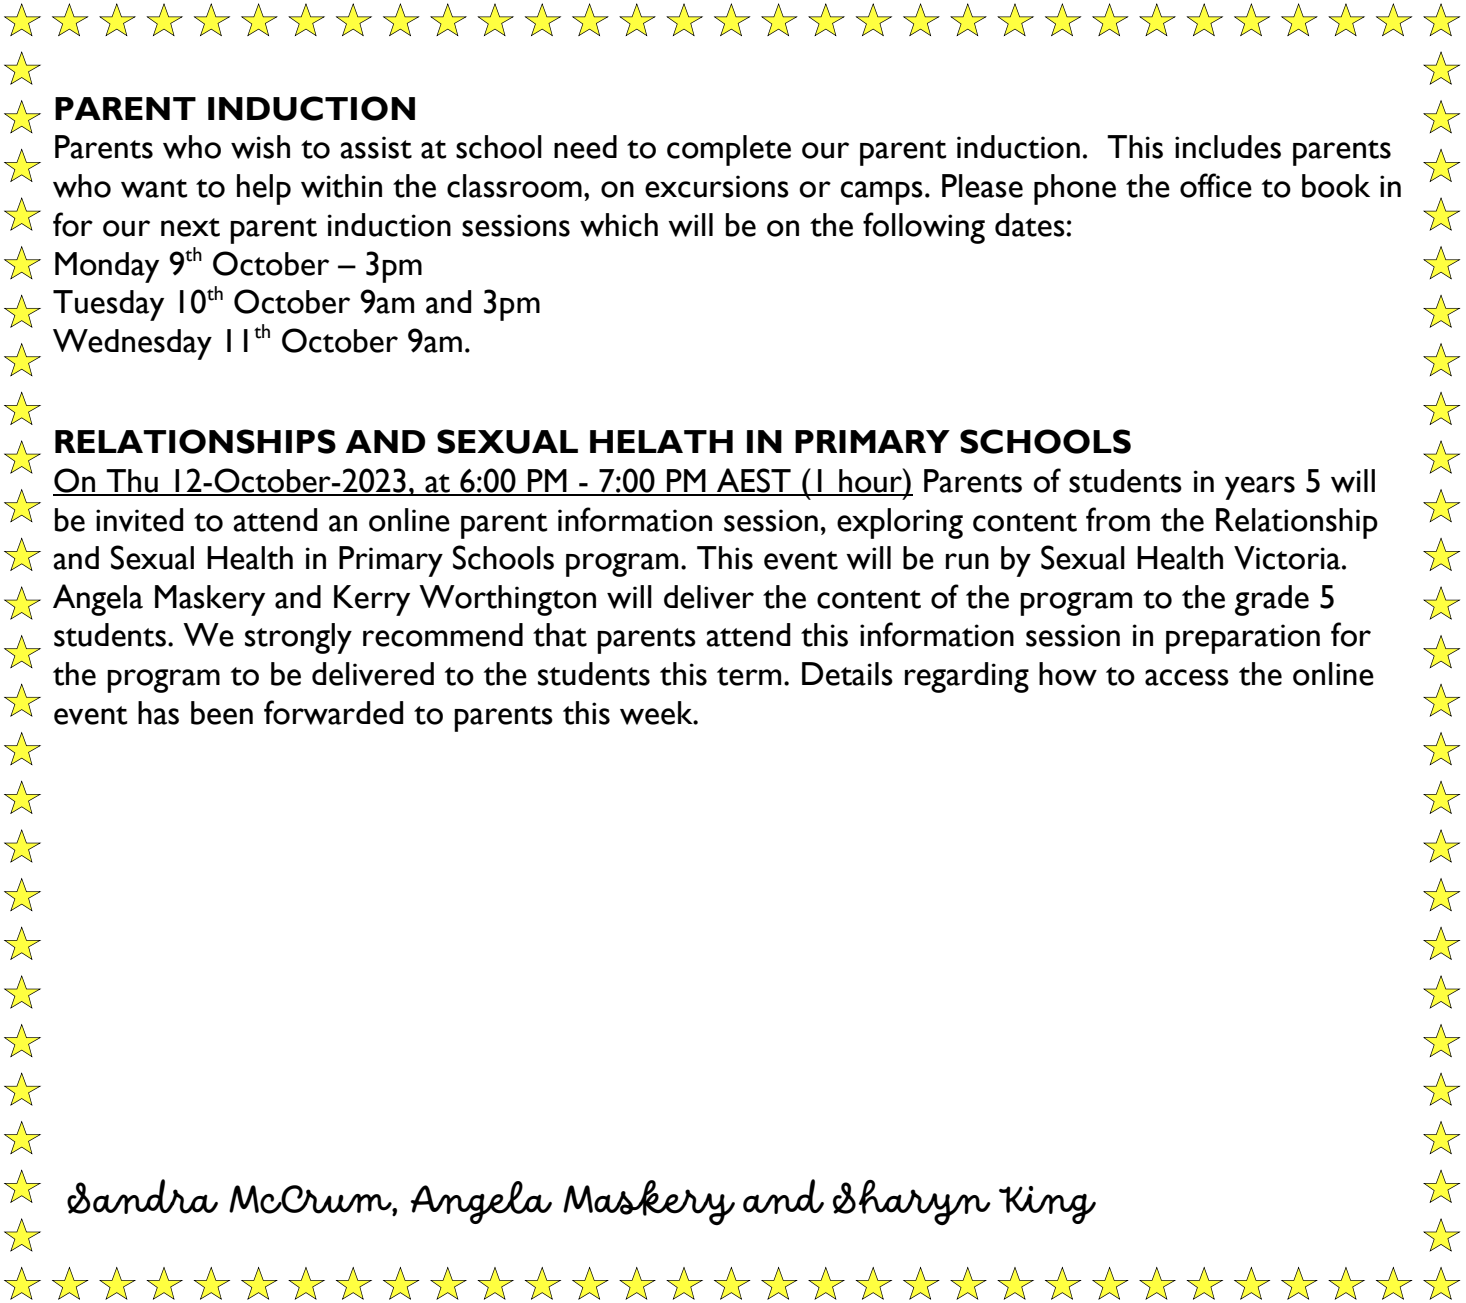 PARENT INDUCTION
Parents who wish to assist at school need to complete our parent induction.  This includes parents
who want to help within the classroom, on excursions or camps. Please phone the office to book in
for our next parent induction sessions which will be on the following dates:
Monday 9th October – 3pm
Tuesday 10th October 9am and 3pm
Wednesday 11th October 9am.
RELATIONSHIPS AND SEXUAL HELATH IN PRIMARY SCHOOLS
On Thu 12-October-2023, at 6:00 PM - 7:00 PM AEST (1 hour) Parents of students in years 5 will
be invited to attend an online parent information session, exploring content from the Relationship
and Sexual Health in Primary Schools program. This event will be run by Sexual Health Victoria.
Angela Maskery and Kerry Worthington will deliver the content of the program to the grade 5
students. We strongly recommend that parents attend this information session in preparation for
the program to be delivered to the students this term. Details regarding how to access the online
event has been forwarded to parents this week.
Sandra McCrum, Angela Maskery and Sharyn King